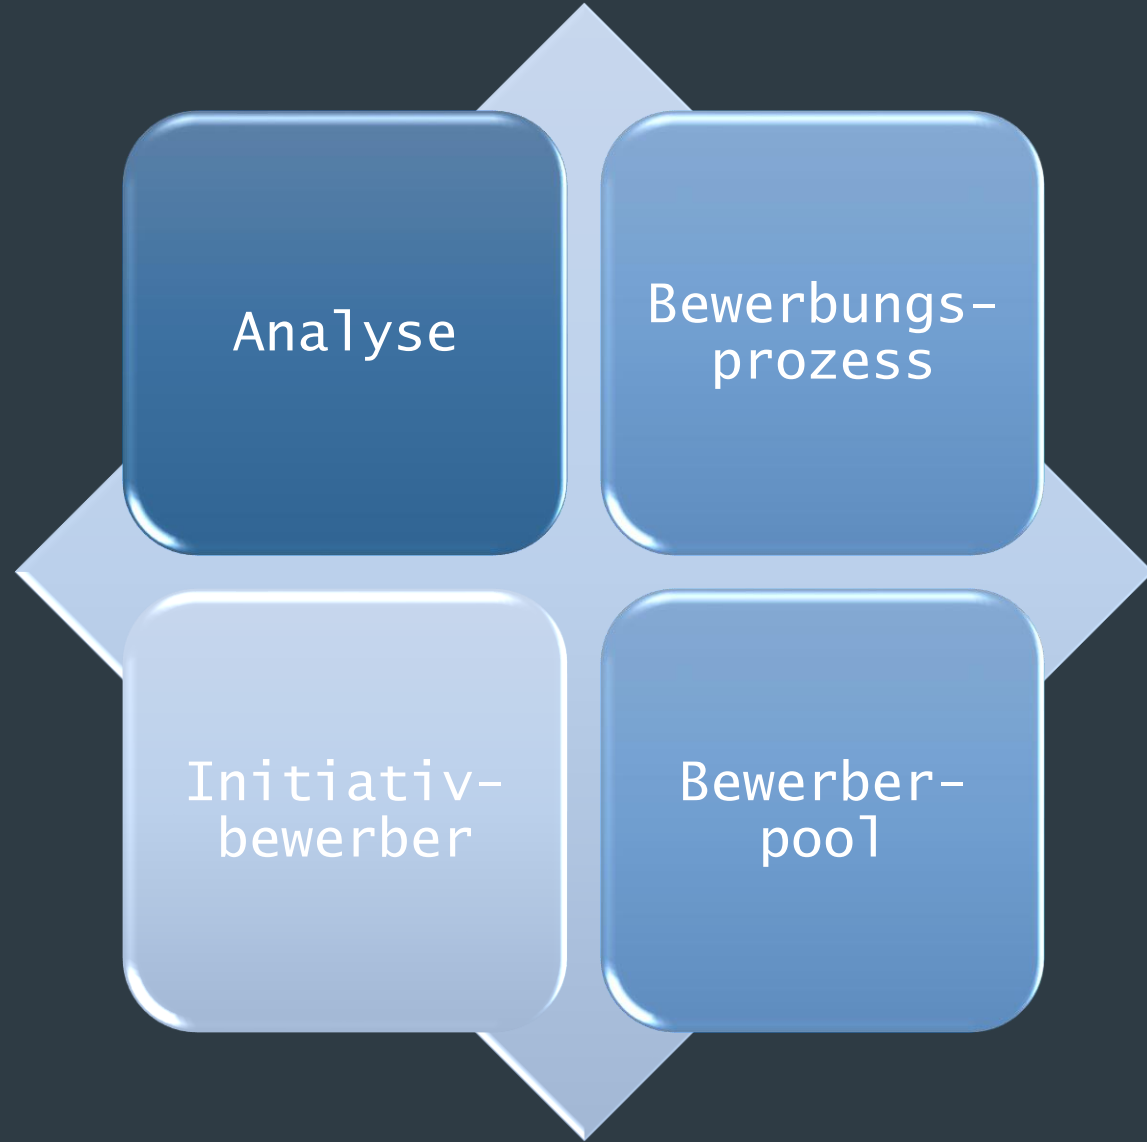 Analyse
Bewerbungs-
prozess
Initiativ-
bewerber
Bewerber-
pool